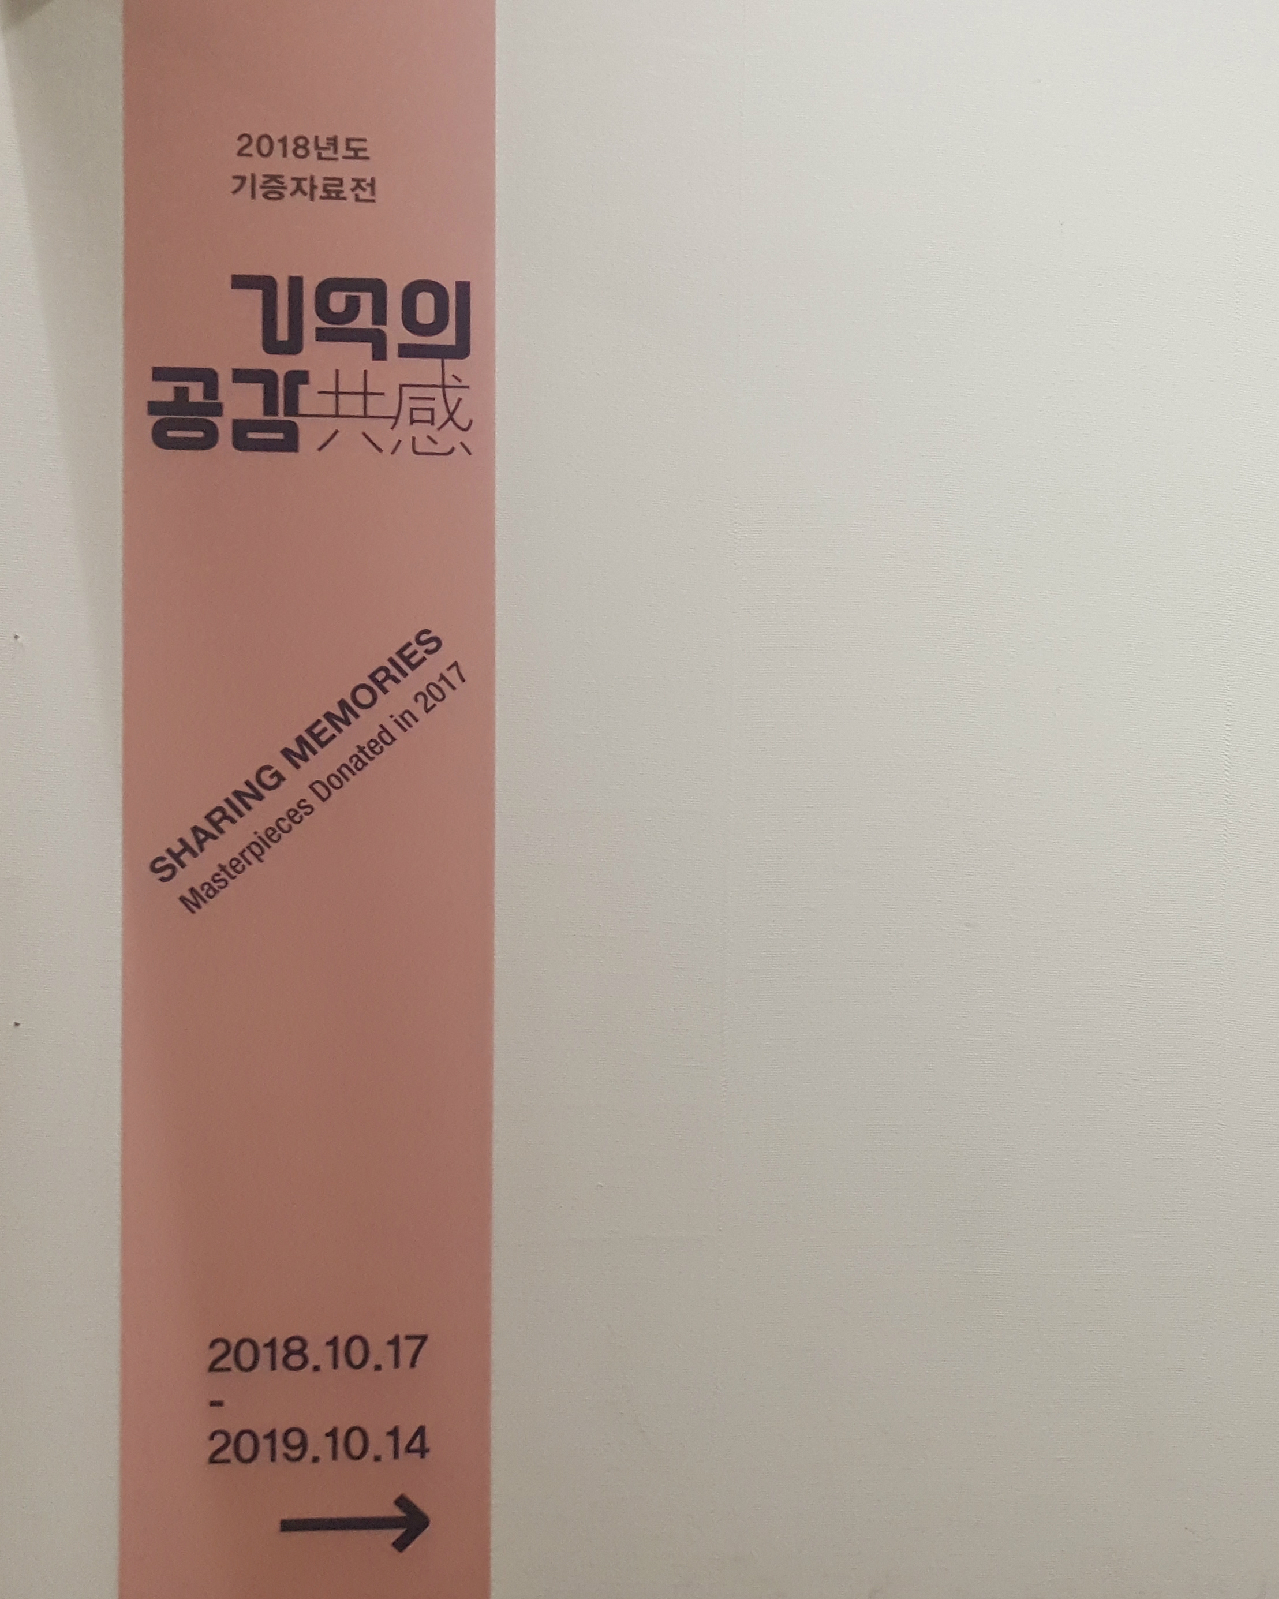 2018년도
기증자료전
기억의
공감共感
SHARING MEMORIES
Masterpieces Donated in 2017
2018.10.17
-
2019.10.14